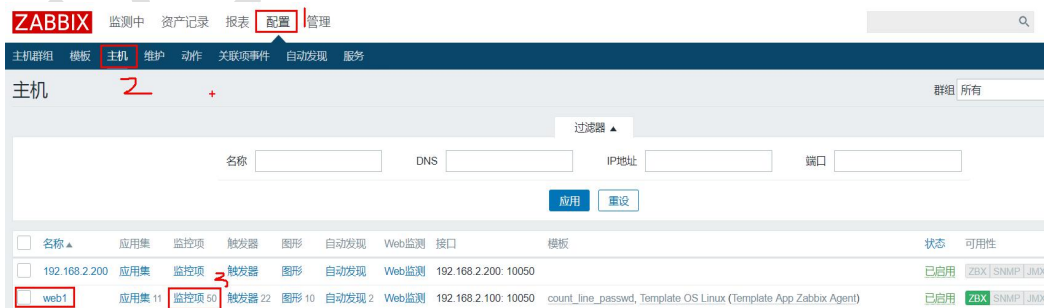 ZABBIX 监测中 资产记录 报表 配置 1 管理
主机群组 模板 主机 维护 动作 关联项事件 自动发现 服务
主机 2 + 群组 所有
过滤器 ▲
名称 DNS IP地址 端口
应用 重设
名称 ▲ 应用集 监控项 触发器 图形 自动发现 Web监测 接口 模板 状态 可用性
192.168.2.200 应用集 监控项 3 触发器 图形 自动发现 Web监测 192.168.2.200: 10050 已启用 ZBX SNMP JMX
web1 应用集 11 监控项 50 触发器 22 图形 10 自动发现 2 Web监测 192.168.2.200: 10050 count_line_passwd, Template OS Linux (Template App Zabbix Agent) 已启用 ZBX SNMP JMX